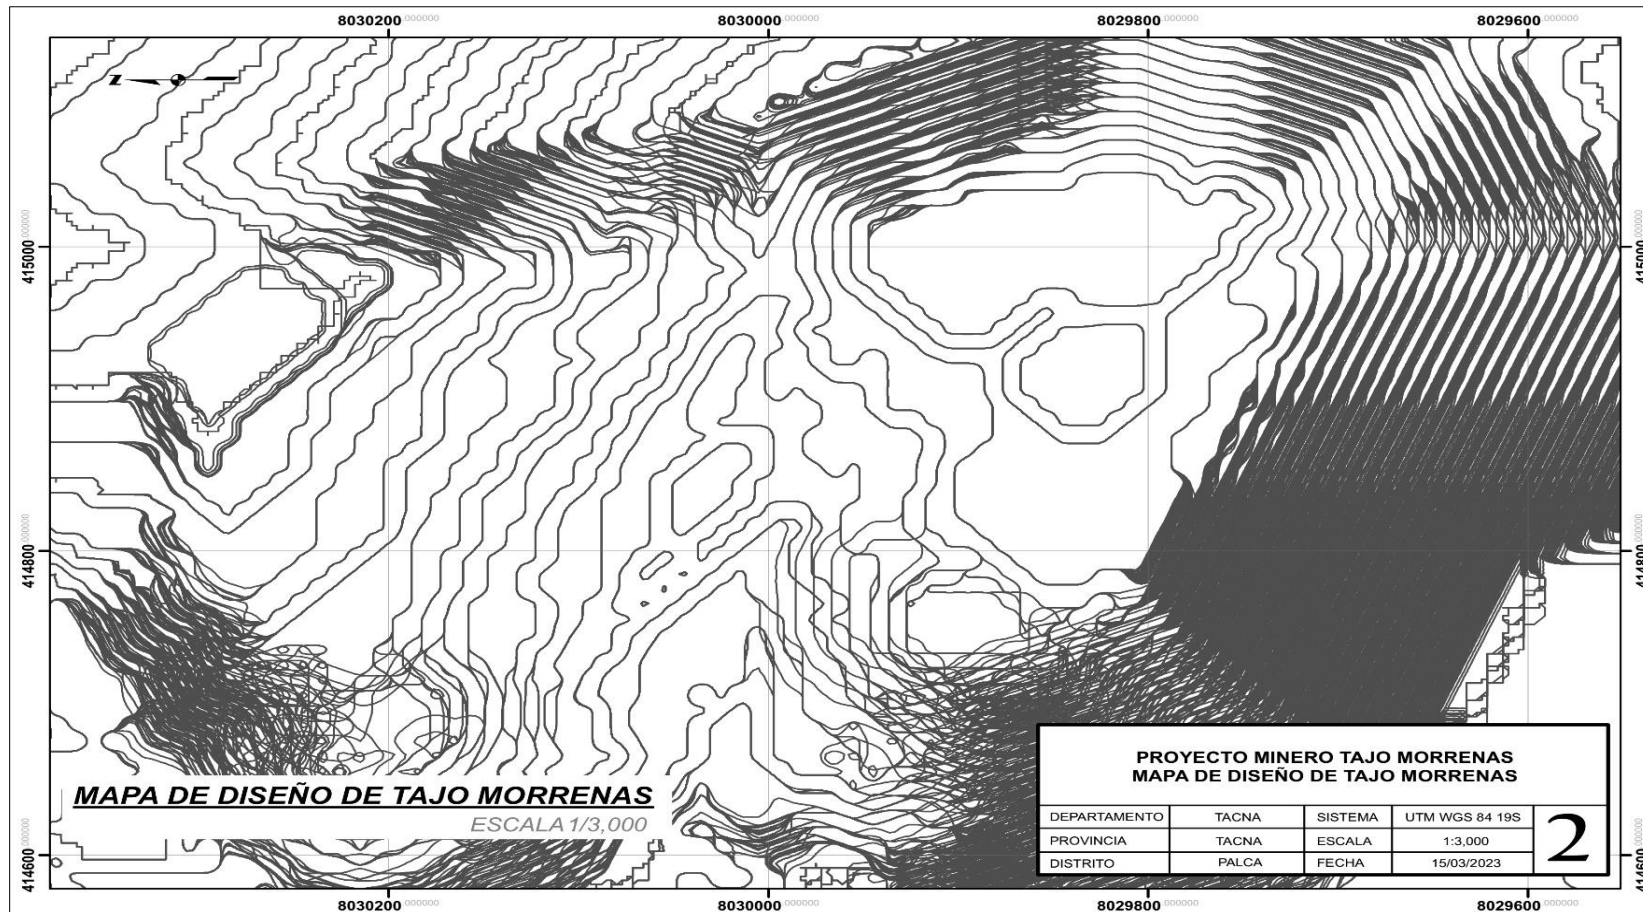 8030200.000000 8030000.000000 8029800.000000 8029600.000000
Z
415000.000000 415000.000000
414800.000000 414800.000000
414600.000000 414600.000000
MAPA DE DISEÑO DE TAJO MORRENAS
ESCALA 1/3,000
PROYECTO MINERO TAJO MORRENAS
MAPA DE DISEÑO DE TAJO MORRENAS
DEPARTAMENTO TACNA SISTEMA UTM WGS 84 19S
PROVINCIA TACNA ESCALA 1:3,000
DISTRITO PALCA FECHA 15/03/2023
2
8030200.000000 8030000.000000 8029800.000000 8029600.000000